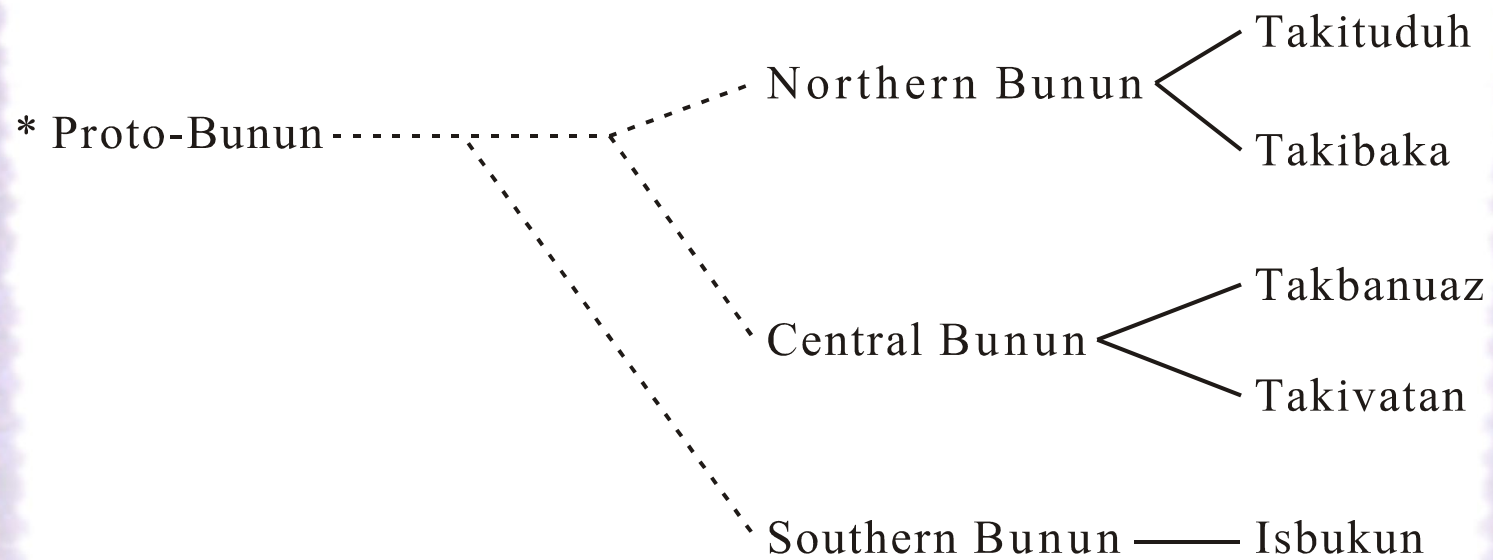 Takituduh
Northern Bunun
* Proto-Bunun
Takibaka
Takbanuaz
Central Bunun
Takivatan
Southern Bunun
Isbukun